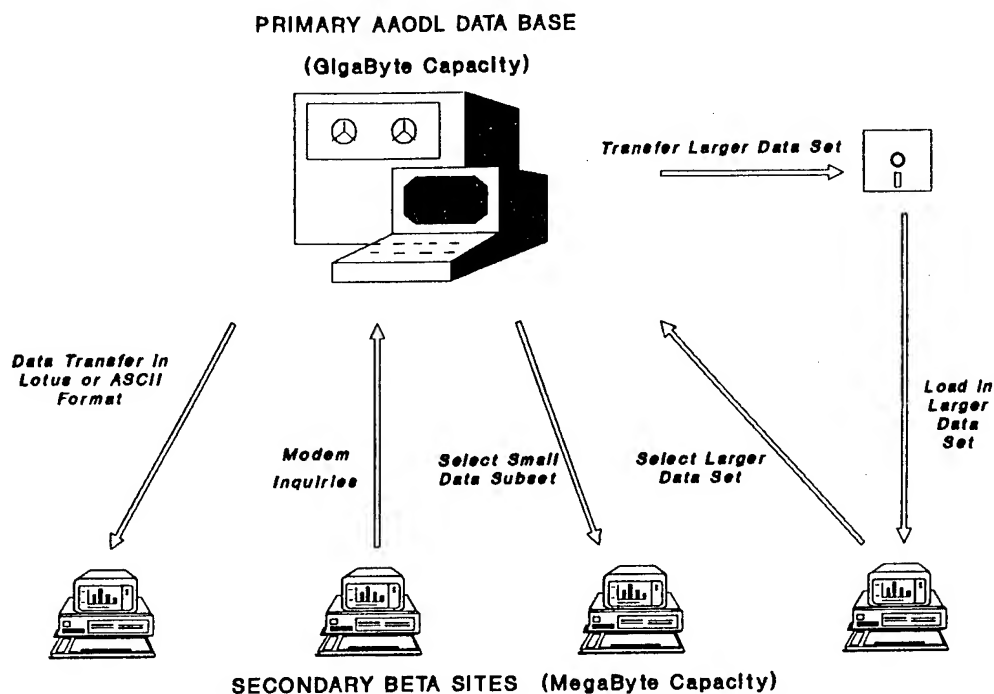 PRIMARY AAODL DATA BASE
(GigaByte Capacity)
Transfer Larger Data Set
Data Transfer in
Lotus or ASCII
Format
Modem
Inquiries
Select Small
Data Subset
Select Larger
Data Set
Load in
Larger
Data
Set
SECONDARY BETA SITES (MegaByte Capacity)